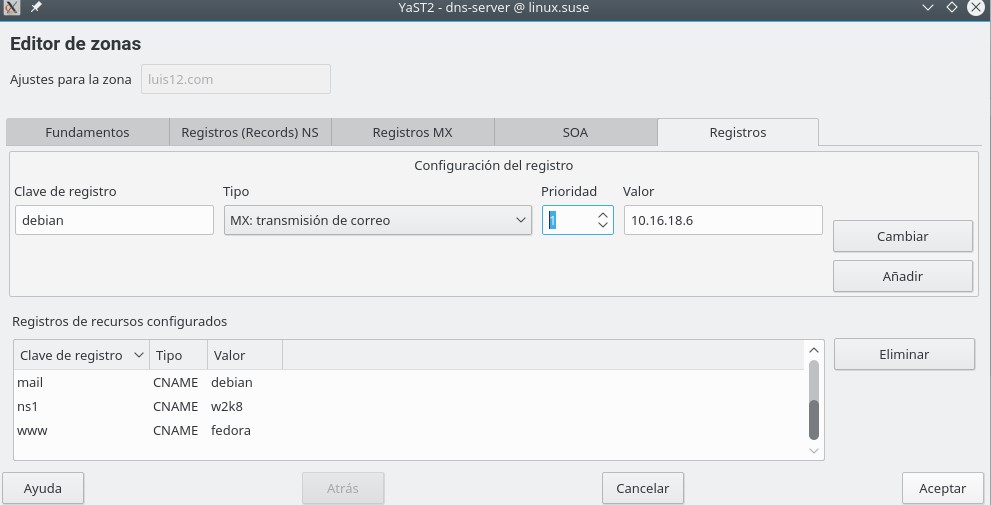 YaST2 - dns-server @ linux.suse
Editor de zonas
Ajustes para la zona luis12.com
Fundamentos Registros (Records) NS Registros MX SOA Registros
Configuración del registro
Clave de registro Tipo Prioridad Valor
debian MX: transmisión de correo 1 10.16.18.6
Cambiar
Añadir
Registros de recursos configurados
Clave de registro Tipo Valor
Eliminar
mail CNAME debian
ns1 CNAME w2k8
www CNAME fedora
Ayuda Atrás Cancelar Aceptar